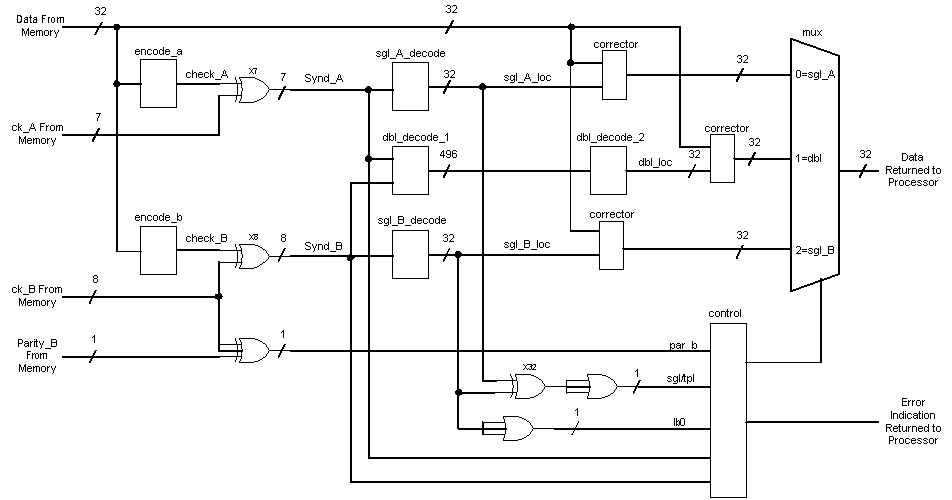 Data From
Memory
32
32
encode_a
check_A
X7
7
Synd_A
sgl_A_decode
32
sgl_A_loc
corrector
32
mux
0=sgl_A
ck_A From
Memory
7
dbl_decode_1
496
dbl_decode_2
dbl_loc
32
corrector
32
1=dbl
32
Data
Returned to
Processor
encode_b
check_B
X8
8
Synd_B
sgl_B_decode
32
sgl_B_loc
corrector
32
2=sgl_B
ck_B From
Memory
8
control
Parity_B
From
Memory
1
1
par_b
X32
1
sgl/tpl
1
lb0
Error
Indication
Returned to
Processor